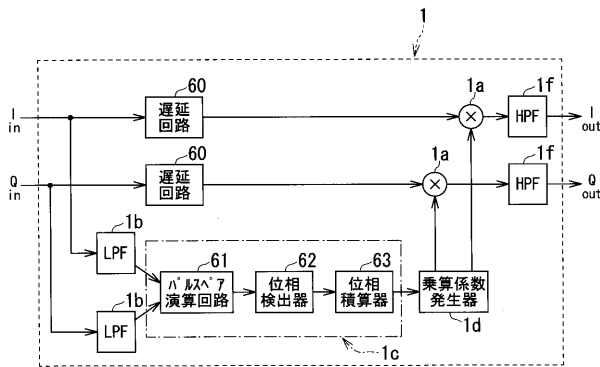 1
60
1a
1f
I in
遅延回路
×
HPF
I out
60
1a
1f
Q in
遅延回路
×
HPF
Q out
1b
LPF
61
62
63
ﾊﾟﾙｽﾍﾟｱ演算回路
位相検出器
位相積算器
乗算係数発生器
1b
LPF
1d
1c